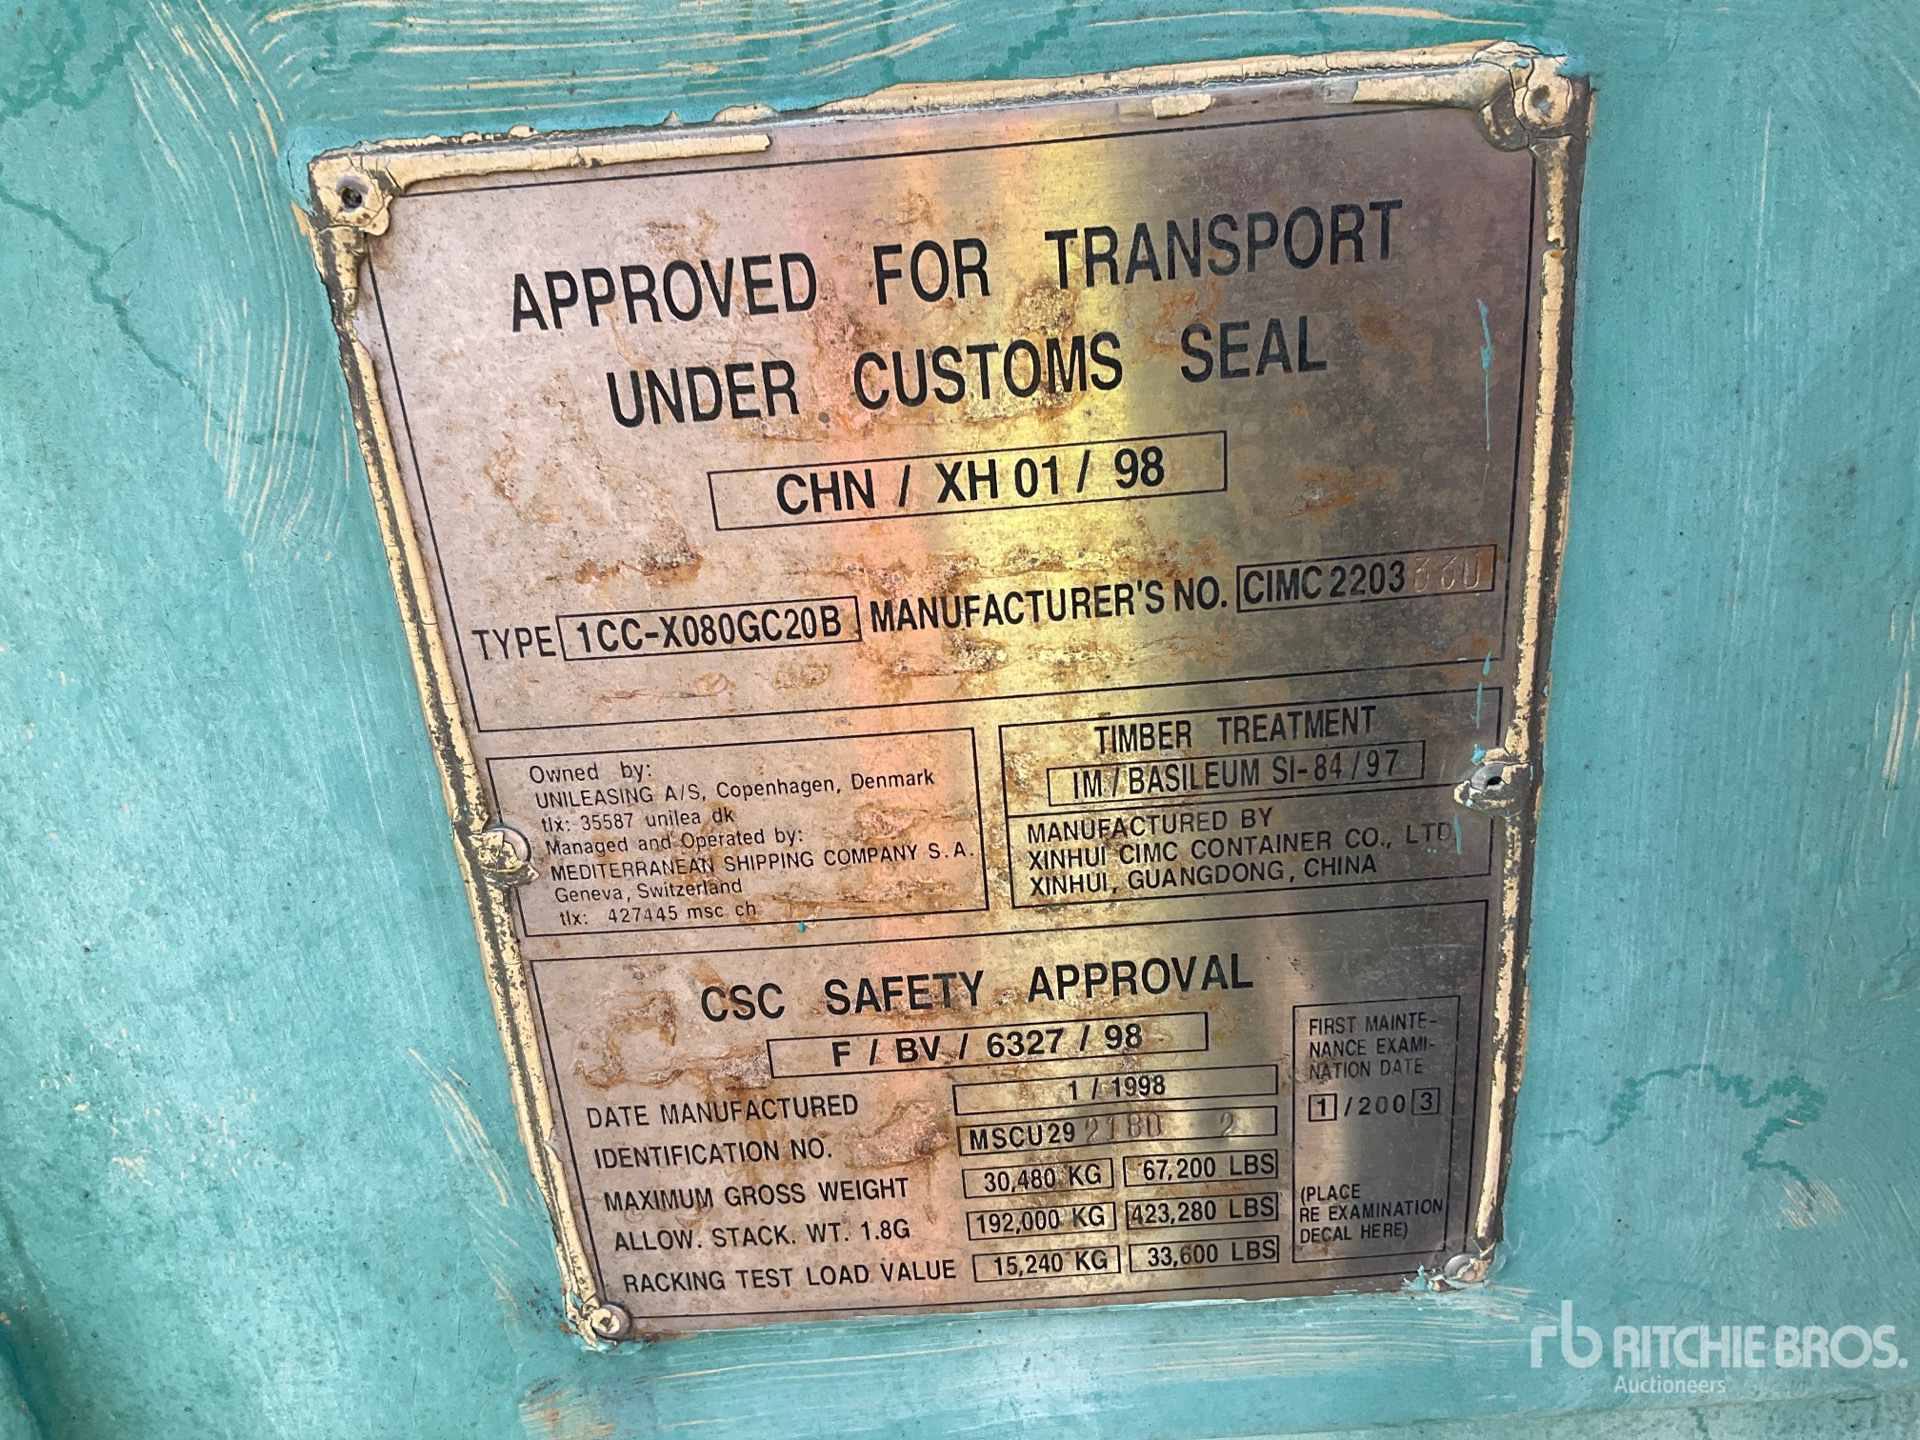 APPROVED FOR TRANSPORT
UNDER CUSTOMS SEAL
CHN / XH 01 / 98
TYPE 1CC-X080GC20B MANUFACTURER'S NO. CIMC 2203330
Owned by:
UNILEASING A/S, Copenhagen, Denmark
tlx: 35587 unilea dk
Managed and Operated by:
MEDITERRANEAN SHIPPING COMPANY S.A.
Geneva, Switzerland
tlx: 427445 msc ch
TIMBER TREATMENT
IM / BASILEUM SI-84 / 97
MANUFACTURED BY
XINHUI CIMC CONTAINER CO., LTD
XINHUI, GUANGDONG, CHINA
CSC SAFETY APPROVAL
F / BV / 6327 / 98
DATE MANUFACTURED 1 / 1998
IDENTIFICATION NO. MSCU29 2180 2
MAXIMUM GROSS WEIGHT 30,480 KG 67,200 LBS
ALLOW. STACK. WT. 1.8G 192,000 KG 423,280 LBS
RACKING TEST LOAD VALUE 15,240 KG 33,600 LBS
FIRST MAINTE-
NANCE EXAMI-
NATION DATE
1/2003
(PLACE
RE EXAMINATION
DECAL HERE)
rb RITCHIE BROS.
Auctioneers